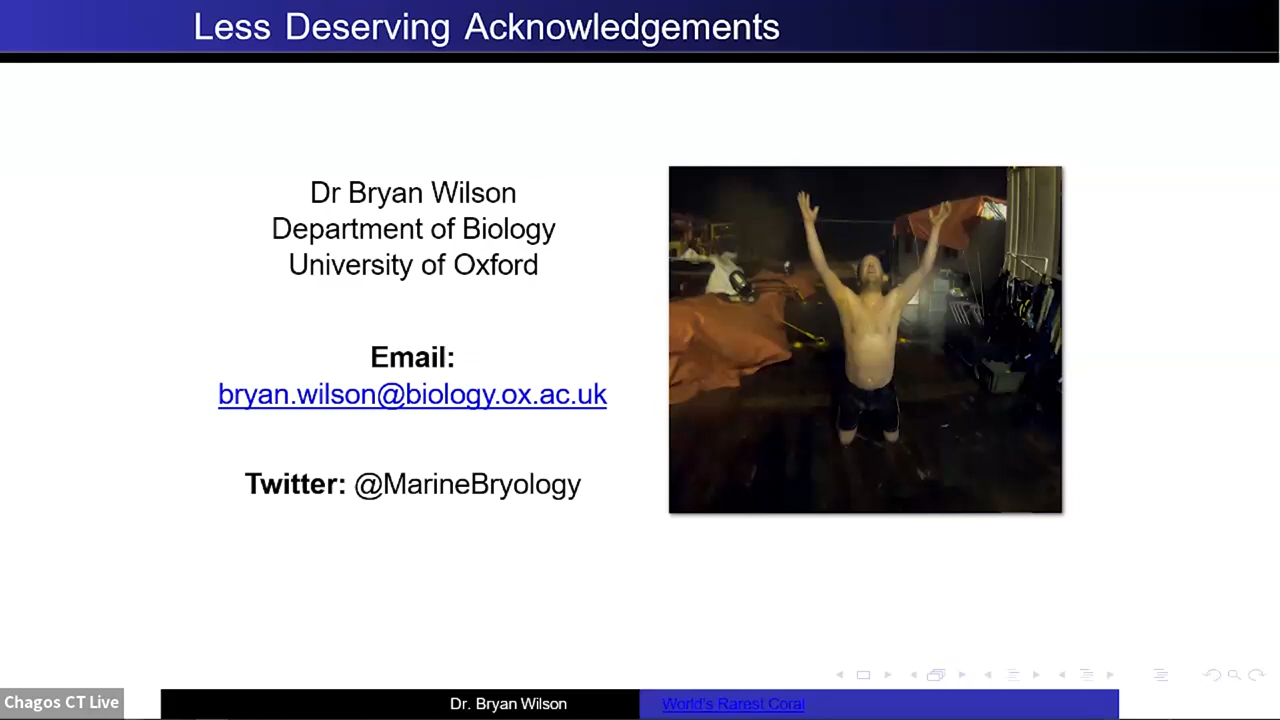 Less Deserving Acknowledgements
Dr Bryan Wilson
Department of Biology
University of Oxford
Email:
bryan.wilson@biology.ox.ac.uk
Twitter: @MarineBryology
Chagos CT Live
Dr. Bryan Wilson
World's Rarest Coral